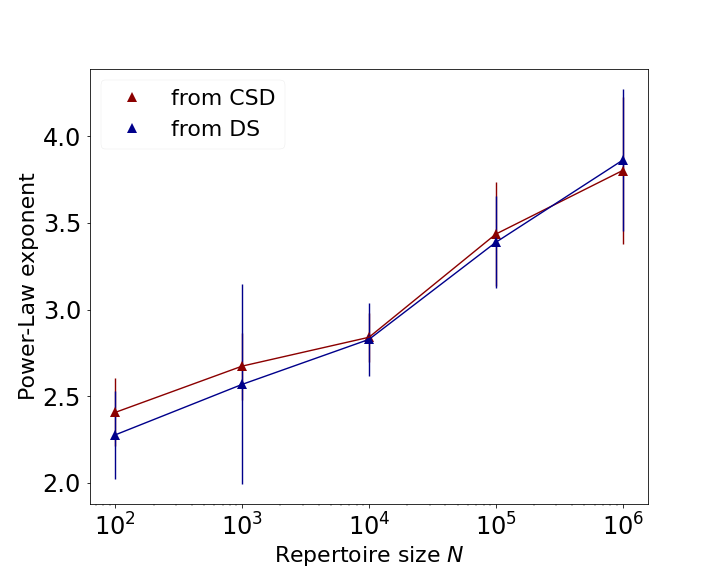 from CSD
from DS
4.0
3.5
3.0
2.5
2.0
Power-Law exponent
10² 10³ 10⁴ 10⁵ 10⁶
Repertoire size N